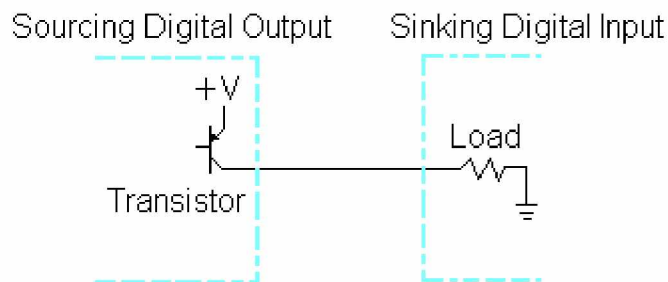 Sourcing Digital Output
Sinking Digital Input
+V
Load
Transistor